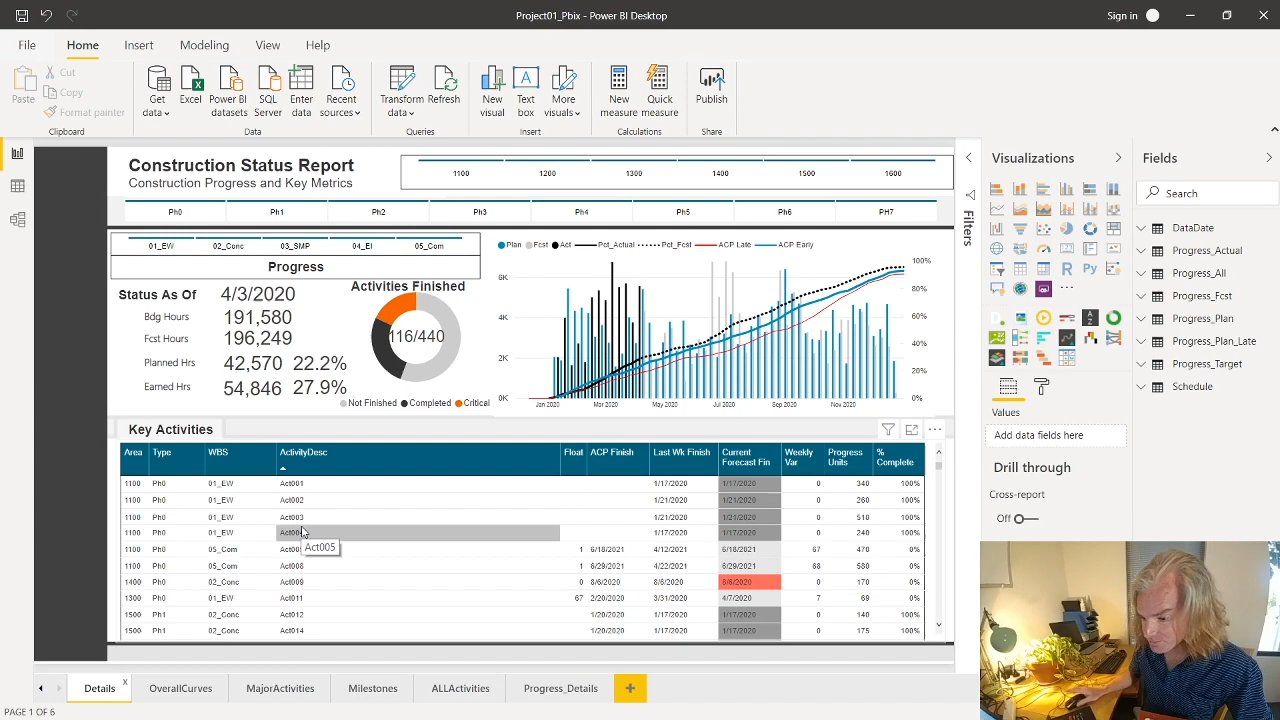 Project01_Pbix - Power BI Desktop
Sign in
File Home Insert Modeling View Help
Paste
Cut
Copy
Format painter
Clipboard
Get data
Excel
Power BI datasets
SQL Server
Enter data
Recent sources
Data
Transform data
Refresh
Queries
New visual
Text box
More visuals
Insert
New measure
Quick measure
Calculations
Publish
Share
Construction Status Report
Construction Progress and Key Metrics
1100 1200 1300 1400 1500 1600
Ph0 Ph1 Ph2 Ph3 Ph4 Ph5 Ph6 PH7
01_EW 02_Conc 03_SMP 04_EI 05_Com
Progress
Status As Of 4/3/2020
Bdg Hours 191,580
Fcst Hours 196,249
Planned Hrs 42,570 22.2%
Earned Hrs 54,846 27.9%
Activities Finished
116/440
Not Finished Completed Critical
Plan Fcst Act Pct_Actual Pct_Fcst ACP Late ACP Early
6K
4K
2K
0K
100%
80%
60%
40%
20%
0%
Jan 2020 Mar 2020 May 2020 Jul 2020 Sep 2020 Nov 2020
Key Activities
Area Type WBS ActivityDesc Float ACP Finish Last Wk Finish Current Forecast Fin Weekly Var Progress Units % Complete
1100 Ph0 01_EW Act001 1/17/2020 1/17/2020 0 340 100%
1100 Ph0 01_EW Act002 1/21/2020 1/21/2020 0 260 100%
1100 Ph0 01_EW Act003 1/21/2020 1/21/2020 0 510 100%
1100 Ph0 01_EW 1/17/2020 1/17/2020 0 240 100%
Act005
1100 Ph0 05_Com 1 6/18/2021 4/12/2021 6/18/2021 67 470 0%
1100 Ph0 05_Com Act008 1 6/29/2021 4/22/2021 6/29/2021 68 580 0%
1400 Ph0 02_Conc Act009 0 8/6/2020 8/6/2020 8/6/2020 0 170 0%
1300 Ph0 01_EW Act011 67 2/20/2020 3/31/2020 4/7/2020 7 69 0%
1500 Ph1 02_Conc Act012 1/20/2020 1/17/2020 1/17/2020 0 140 100%
1500 Ph1 02_Conc Act014 1/20/2020 1/17/2020 1/17/2020 0 175 100%
Filters
Visualizations
R Py
Values
Add data fields here
Drill through
Cross-report
Off
Fields
Search
DataDate
Progress_Actual
Progress_All
Progress_Fcst
Progress_Plan
Progress_Plan_Late
Progress_Target
Schedule
Details x OverallCurves MajorActivities Milestones ALLActivities Progress_Details +
PAGE 1 OF 6